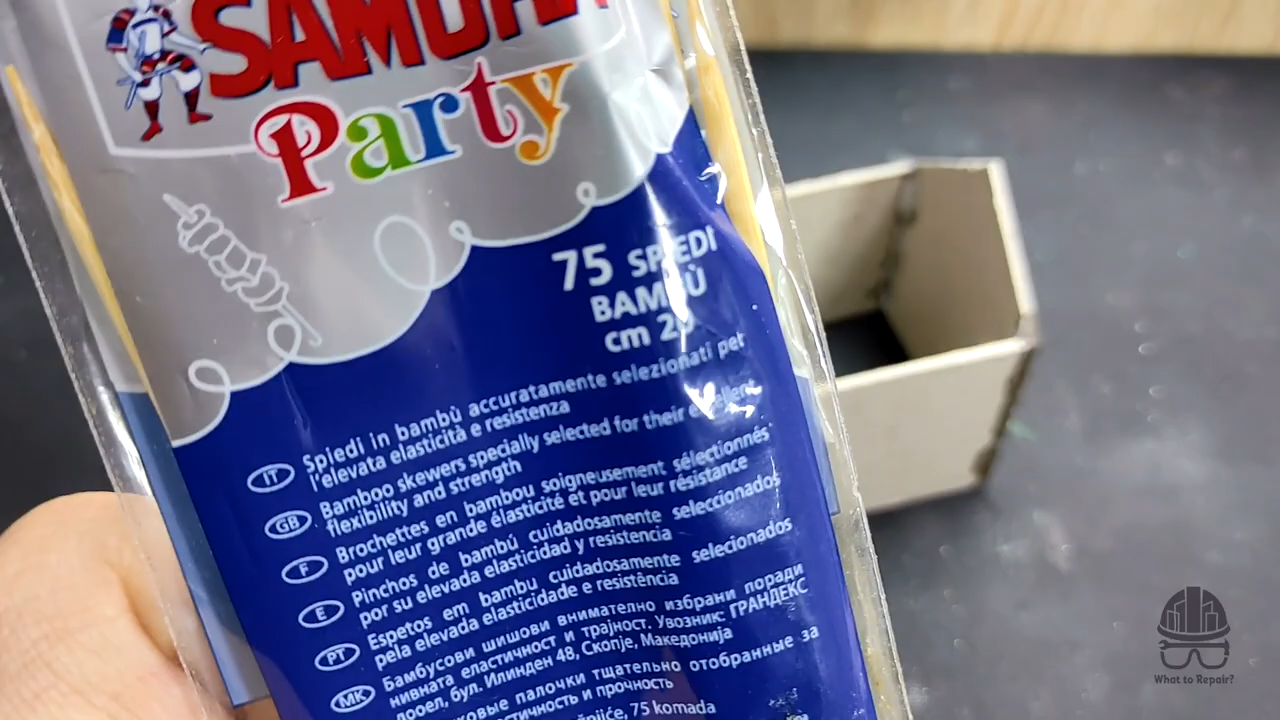 SAMURAI
Party
75 SPIEDI
BAMBÙ
cm 20
IT Spiedi in bambù accuratamente selezionati per
l'elevata elasticità e resistenza
GB Bamboo skewers specially selected for their excellent
flexibility and strength
F Brochettes en bambou soigneusement sélectionnés
pour leur grande élasticité et pour leur résistance
E Pinchos de bambú cuidadosamente seleccionados
por su elevada elasticidad y resistencia
PT Espetos em bambu cuidadosamente selecionados
pela elevada elasticidade e resistência
MK Бамбусови шишови внимателно избрани поради
нивната еластичност и трајност. Увозник: ГРАНДЕКС
дооел, бул. Илинден 48, Скопје, Македонија
палочки тщательно отобранные за
и прочность
75 komada
What to Repair?